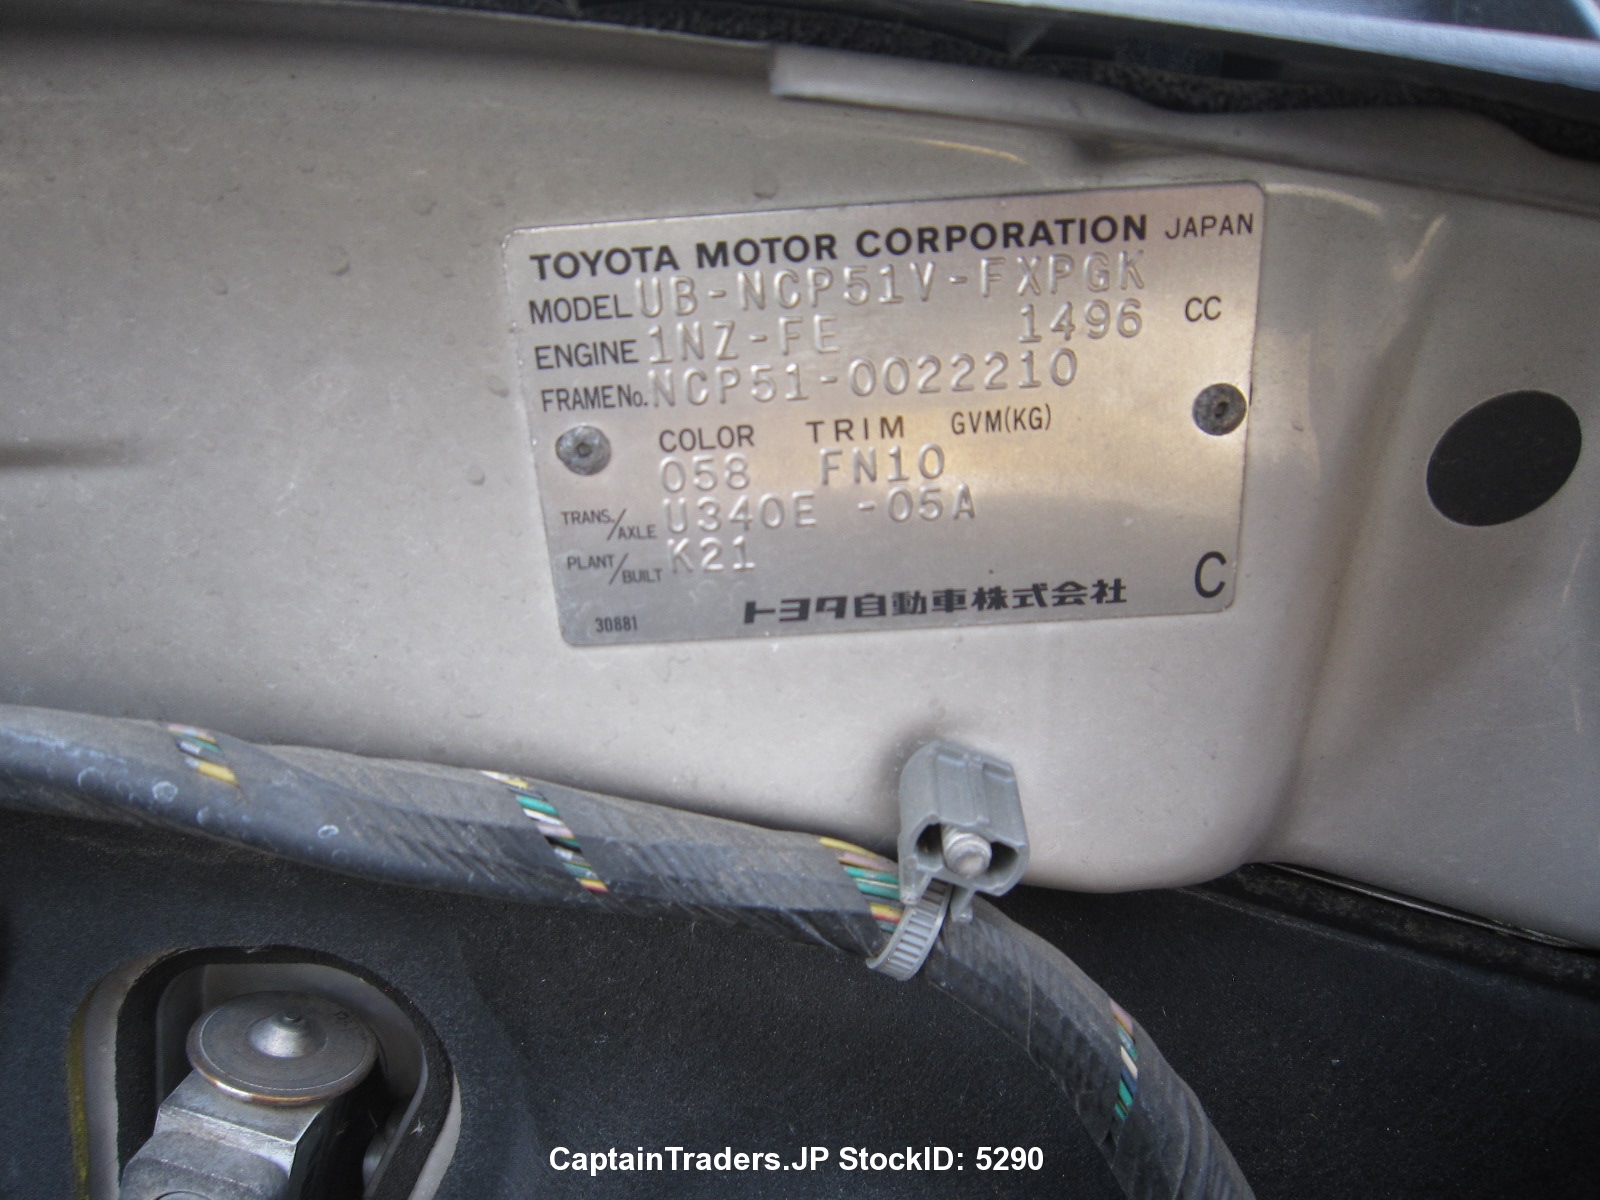 TOYOTA MOTOR CORPORATION JAPAN
MODEL UB-NCP51V-FXPGK
ENGINE 1NZ-FE 1496 CC
FRAME No. NCP51-0022210
COLOR TRIM GVM(KG)
058 FN10
TRANS./AXLE U340E -05A
PLANT/BUILT K21
C
30881 トヨタ自動車株式会社
CaptainTraders.JP StockID: 5290